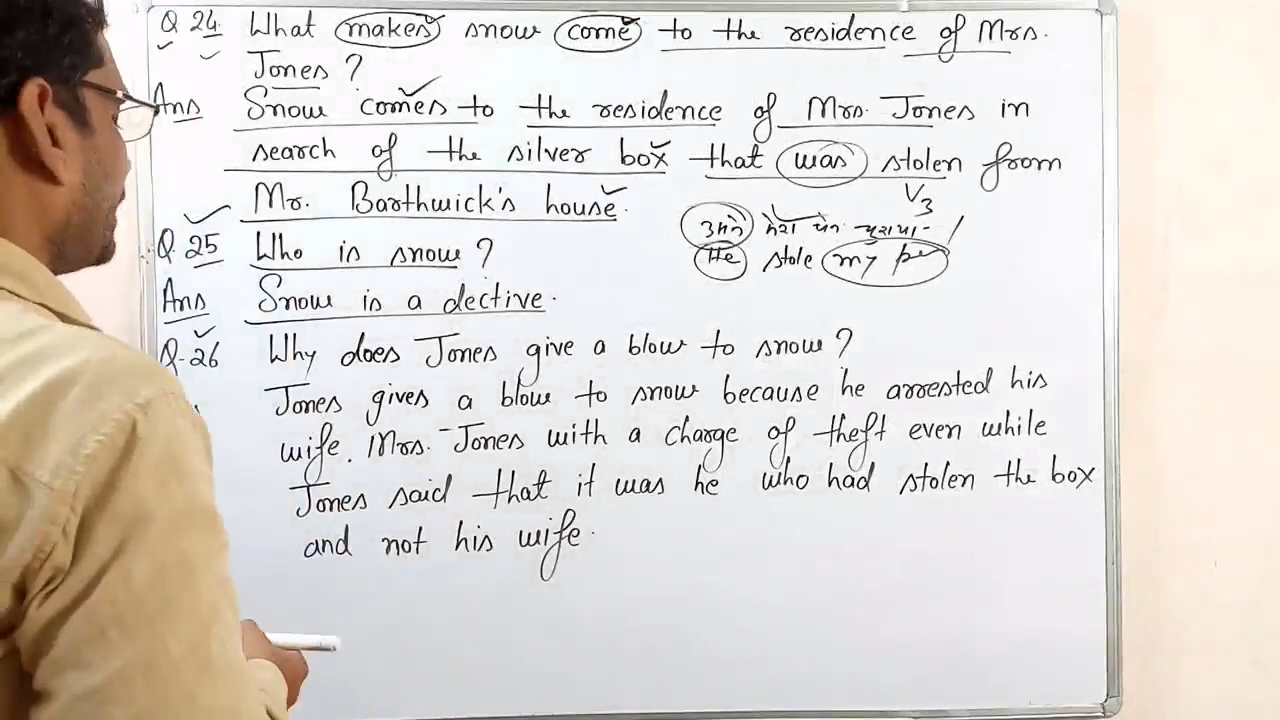 Q 24. What makes snow come to the residence of Mrs.
Jones ?
Ans Snow comes to the residence of Mrs. Jones in
search of the silver box that was stolen from
V3
Mr. Barthwick's house.
उसने मेरा पेन चुराया -
Q. 25 Who is snow ?
He stole my pen
Ans Snow is a dective.
Q-26 Why does Jones give a blow to snow ?
Jones gives a blow to snow because he arrested his
wife. Mrs. Jones with a charge of theft even while
Jones said that it was he who had stolen the box
and not his wife.